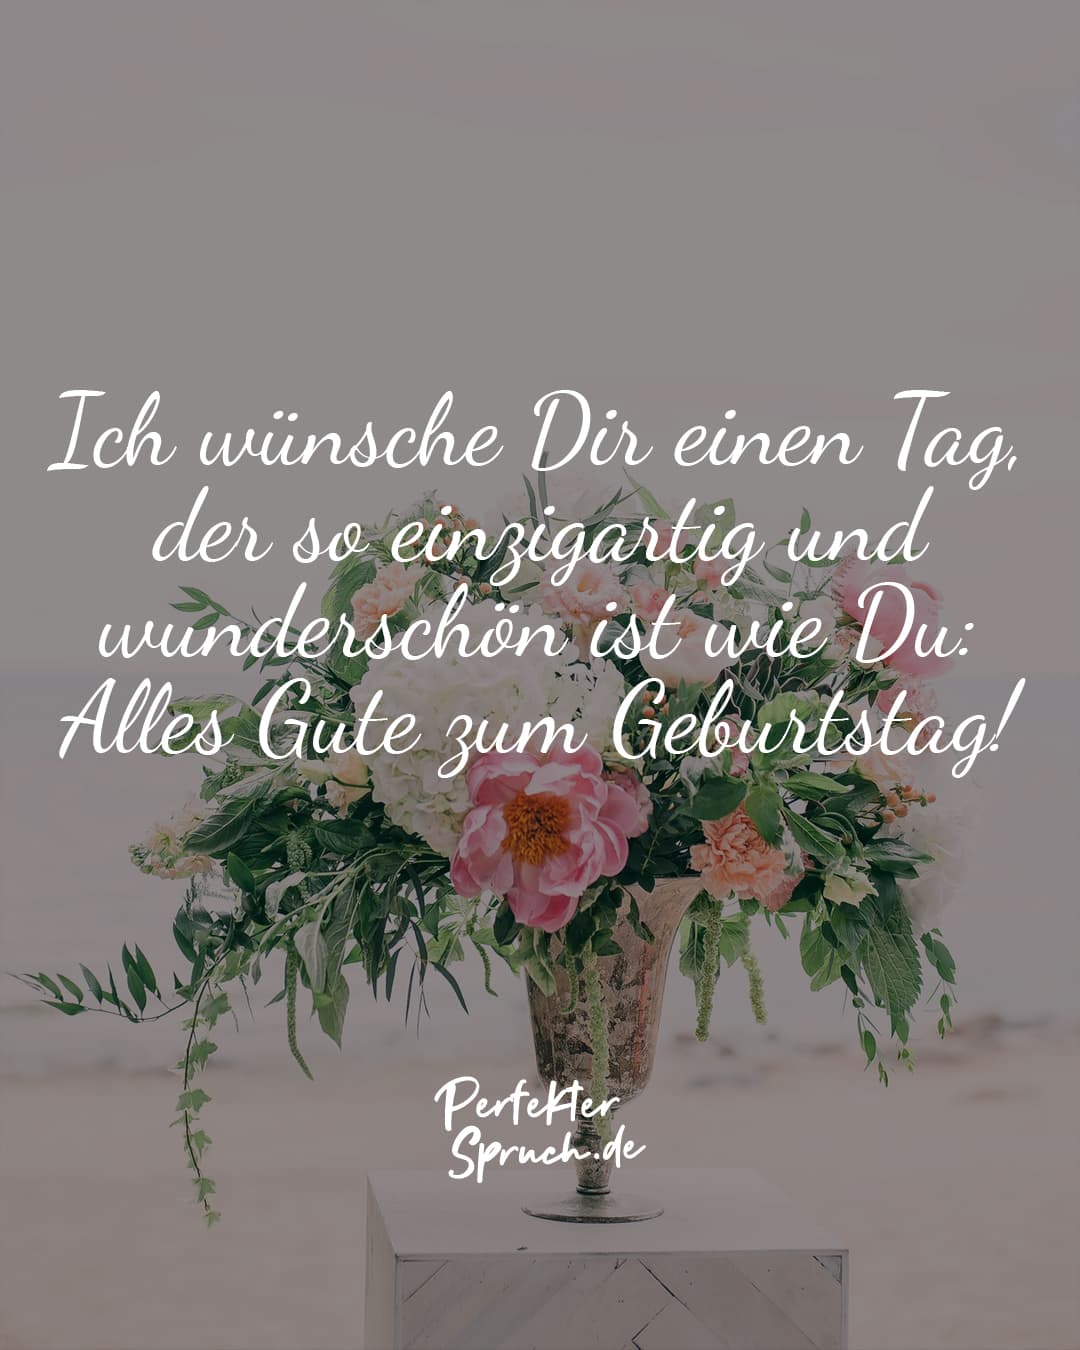 Ich wünsche Dir einen Tag,
der so einzigartig und
wunderschön ist wie Du:
Alles Gute zum Geburtstag!
Perfekter
Spruch.de